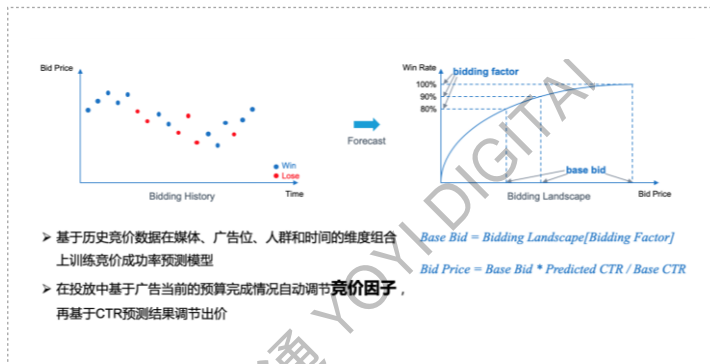 Bid Price
Win
Lose
Time
Bidding History
Forecast
Win Rate
bidding factor
100%
90%
80%
base bid
Bidding Landscape
Bid Price
➢ 基于历史竞价数据在媒体、广告位、人群和时间的维度组合
上训练竞价成功率预测模型
➢ 在投放中基于广告当前的预算完成情况自动调节竞价因子，
再基于CTR预测结果调节出价
Base Bid = Bidding Landscape[Bidding Factor]
Bid Price = Base Bid * Predicted CTR / Base CTR
通 YOYI DIGITAL